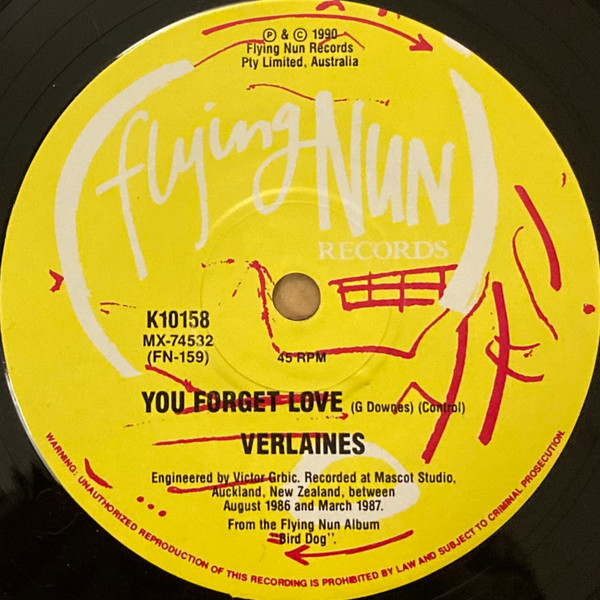 ℗ & © 1990
Flying Nun Records
Pty Limited, Australia
flying NUN
RECORDS
K10158
MX-74532
(FN-159)
45 RPM
YOU FORGET LOVE (G Downes) (Control)
VERLAINES
Engineered by Victor Grbic. Recorded at Mascot Studio,
Auckland, New Zealand, between
August 1986 and March 1987.
From the Flying Nun Album
"Bird Dog".
WARNING: UNAUTHORIZED REPRODUCTION OF THIS RECORDING IS PROHIBITED BY LAW AND SUBJECT TO CRIMINAL PROSECUTION.